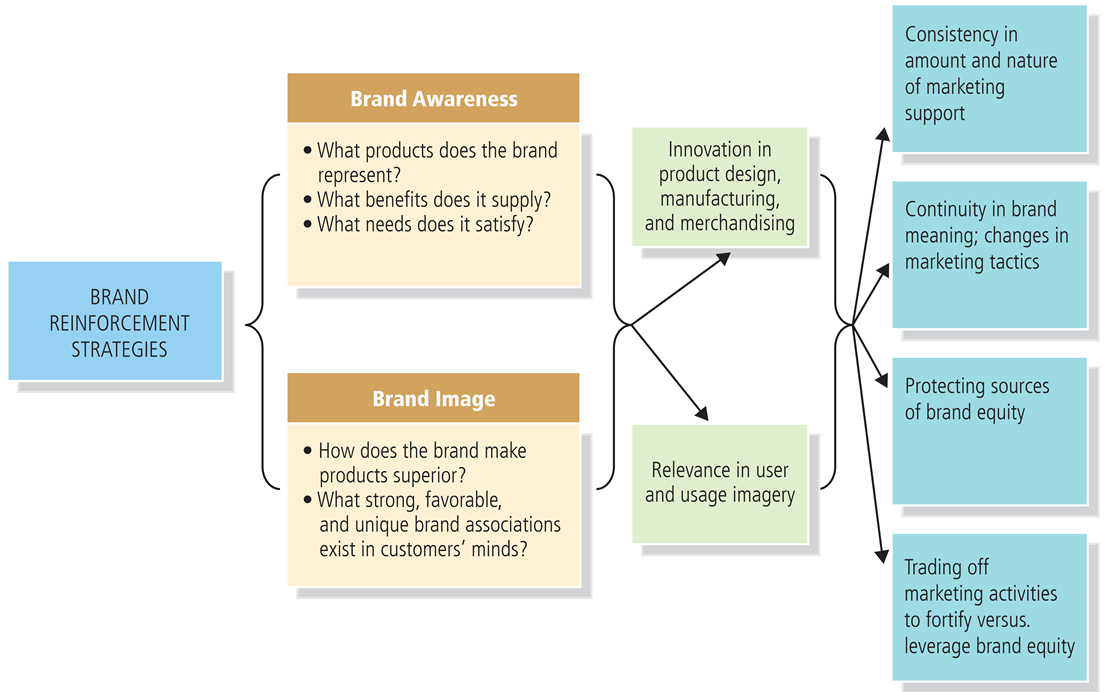 BRAND
REINFORCEMENT
STRATEGIES
Brand Awareness
• What products does the brand
represent?
• What benefits does it supply?
• What needs does it satisfy?
Brand Image
• How does the brand make
products superior?
• What strong, favorable,
and unique brand associations
exist in customers’ minds?
Innovation in
product design,
manufacturing,
and merchandising
Relevance in user
and usage imagery
Consistency in
amount and nature
of marketing
support
Continuity in brand
meaning; changes in
marketing tactics
Protecting sources
of brand equity
Trading off
marketing activities
to fortify versus.
leverage brand equity